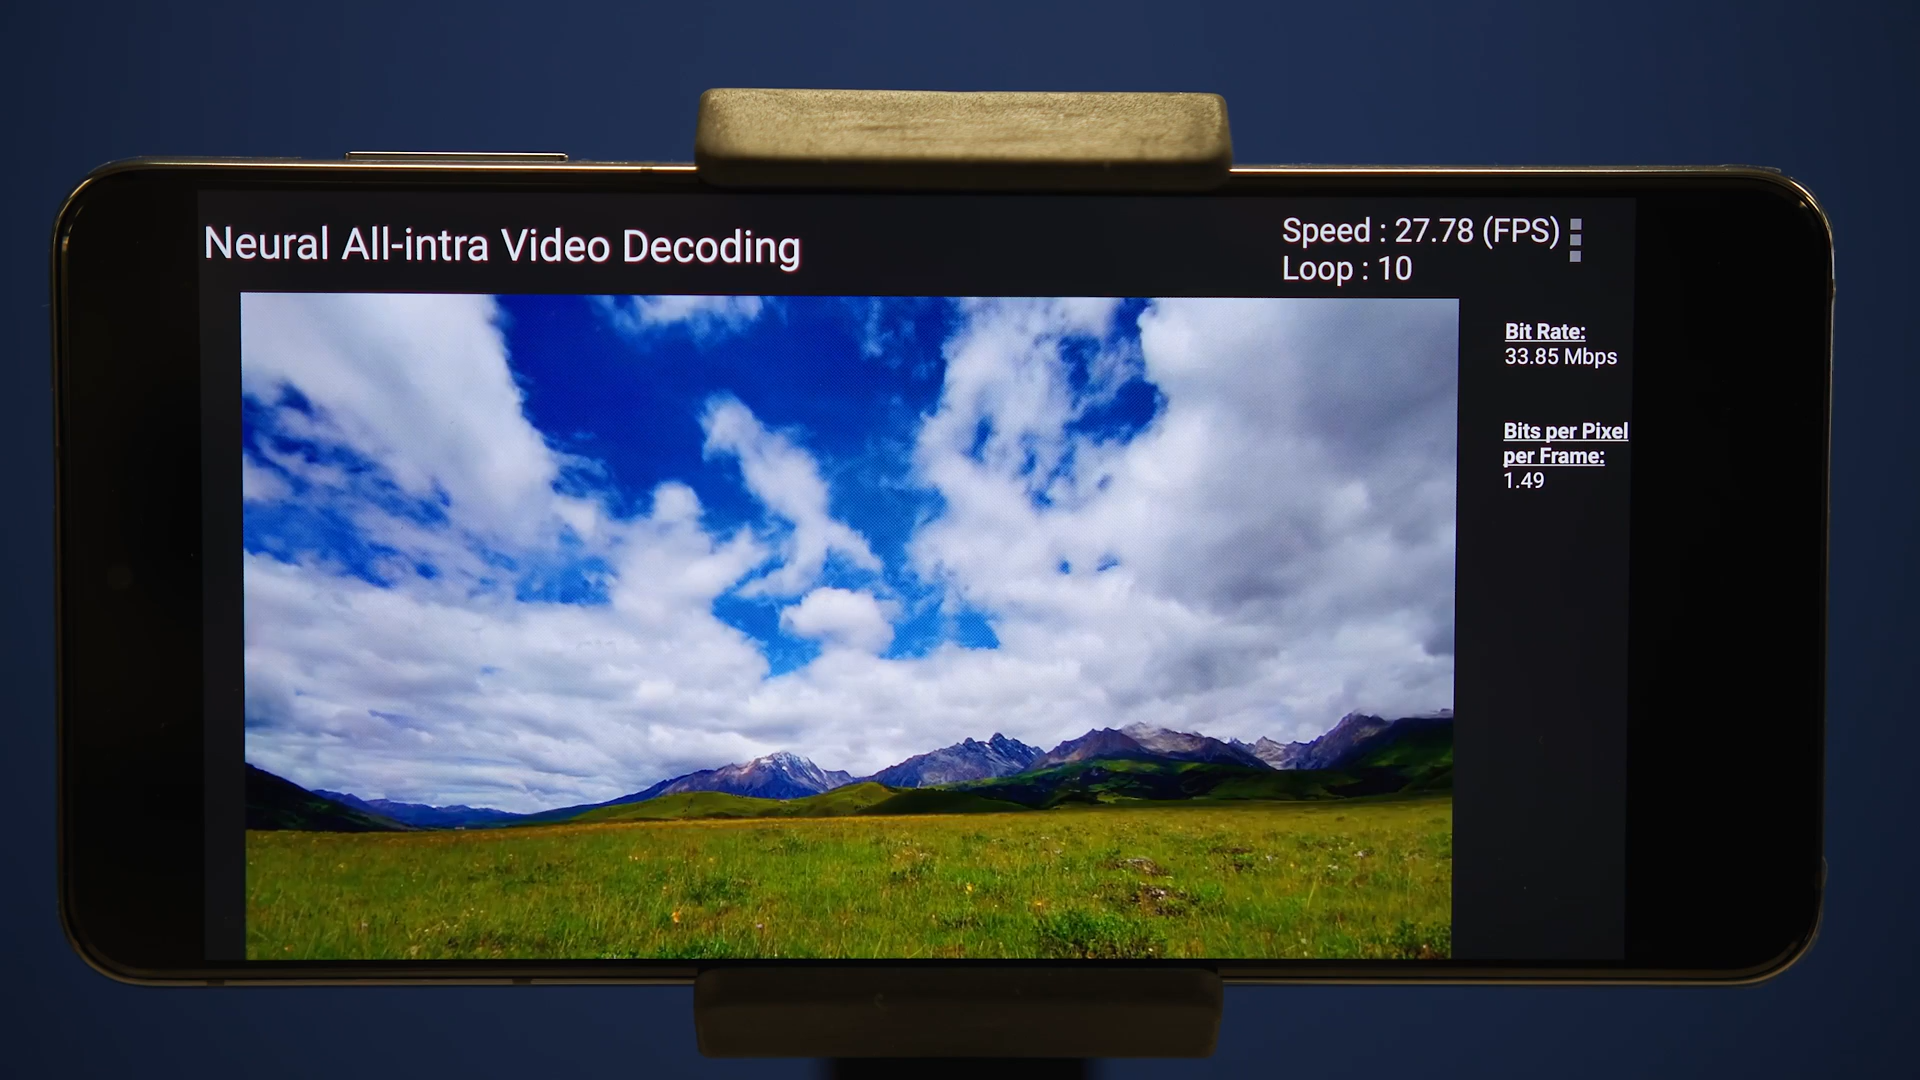 Neural All-intra Video Decoding
Speed : 27.78 (FPS)
Loop : 10
Bit Rate:
33.85 Mbps
Bits per Pixel
per Frame:
1.49